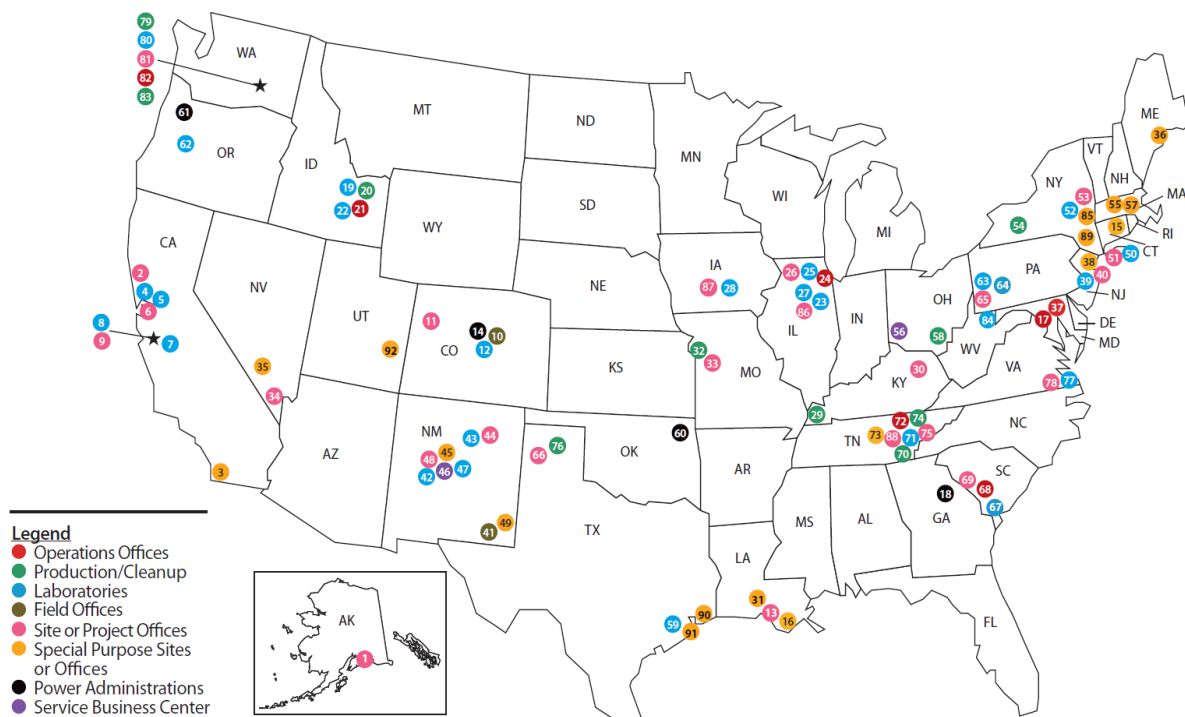 79
80
81
82
83
WA
61
62
OR
MT
ID
19
20
22
21
ND
MN
SD
WY
WI
MI
ME
36
VT
NH
NY
53
52
54
85
89
55
57
15
MA
RI
CT
CA
2
4
5
6
8
9
7
NV
35
34
3
UT
92
11
CO
14
10
12
NE
IA
87
28
26
25
24
27
23
86
IL
IN
OH
56
58
PA
63
64
65
84
38
51
50
40
39
NJ
37
17
DE
MD
WV
VA
78
77
KS
32
33
MO
KY
30
29
AZ
NM
43
44
48
45
42
46
47
41
49
66
76
OK
60
AR
TN
73
72
74
88
71
75
70
NC
SC
69
68
67
18
GA
TX
LA
31
13
16
59
90
91
MS
AL
FL
AK
1
Legend
Operations Offices
Production/Cleanup
Laboratories
Field Offices
Site or Project Offices
Special Purpose Sites
or Offices
Power Administrations
Service Business Center